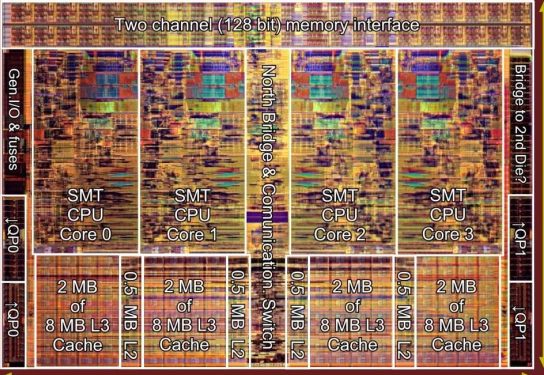 Two channel (128 bit) memory interface
Gen.I/O & fuses
SMT
CPU
Core 0
SMT
CPU
Core 1
North Bridge & Comunication Switch
SMT
CPU
Core 2
SMT
CPU
Core 3
Bridge to 2nd Die?
↓QP0
↑QP0
2 MB
of
8 MB L3
Cache
0.5 MB L2
2 MB
of
8 MB L3
Cache
0.5 MB L2
0.5 MB L2
2 MB
of
8 MB L3
Cache
0.5 MB L2
2 MB
of
8 MB L3
Cache
↑QP1
↓QP1